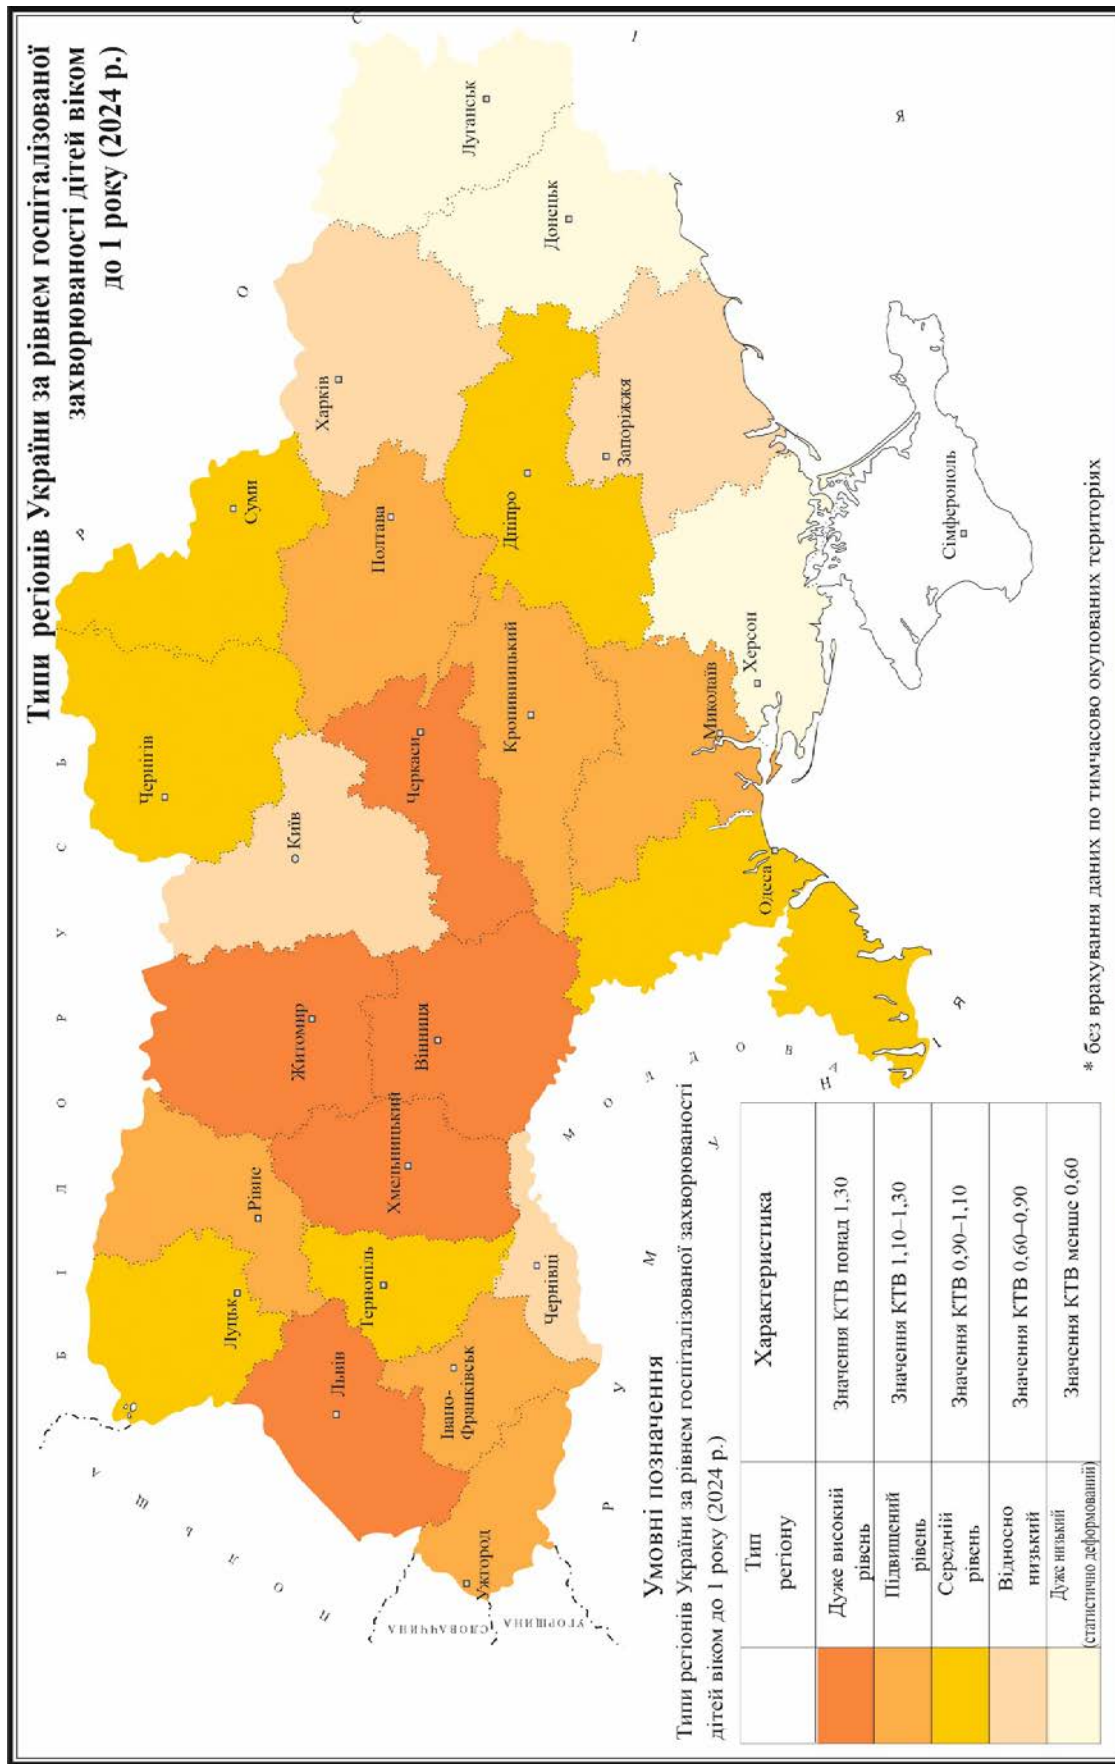 Типи регіонів України за рівнем госпіталізованої
захворюваності дітей віком
до 1 року (2024 р.)
Б І Л О Р У С Ь
Р О С І Я
П О Л Ь Щ А
СЛОВАЧЧИНА
УГОРЩИНА
Р У М
М О Л Д О В А
Н І Я
Луцьк
Рівне
Житомир
Київ
Чернігів
Суми
Львів
Тернопіль
Хмельницький
Вінниця
Черкаси
Полтава
Харків
Луганськ
Ужгород
Івано-
Франківськ
Чернівці
Кропивницький
Дніпро
Донецьк
Запоріжжя
Миколаїв
Одеса
Херсон
Сімферополь
Умовні позначення
Типи регіонів України за рівнем госпіталізованої захворюваності
дітей віком до 1 року (2024 р.)
Тип
регіону
Характеристика
Дуже високий
рівень
Значення КТВ понад 1,30
Підвищений
рівень
Значення КТВ 1,10–1,30
Середній
рівень
Значення КТВ 0,90–1,10
Відносно
низький
Значення КТВ 0,60–0,90
Дуже низький
(статистично деформований)
Значення КТВ менше 0,60
* без врахування даних по тимчасово окупованих територіях